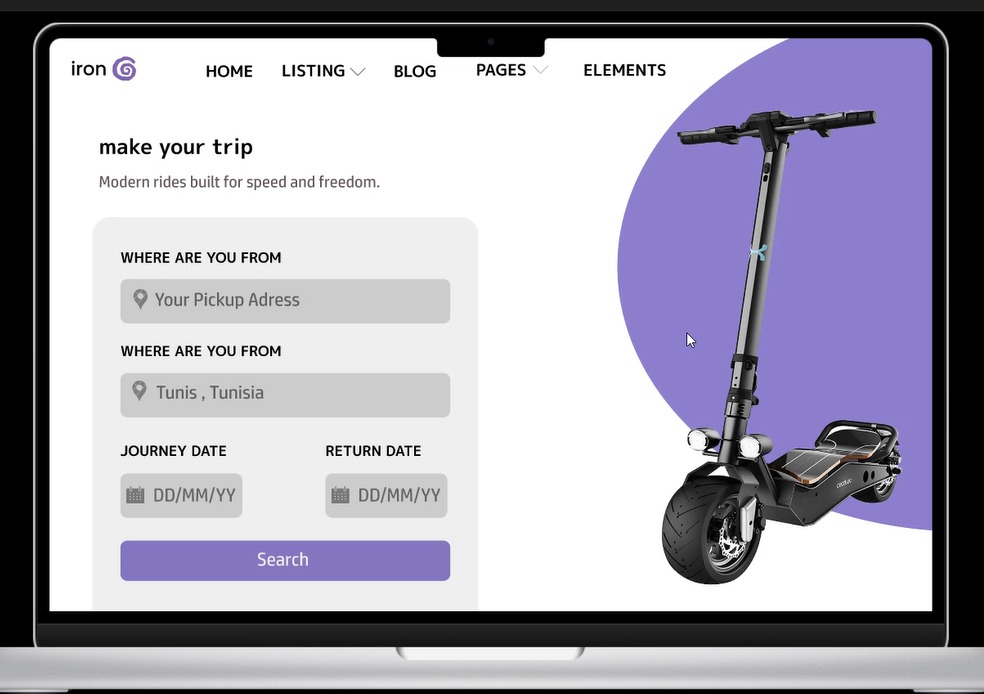 iron
HOME LISTING BLOG PAGES ELEMENTS
make your trip
Modern rides built for speed and freedom.
WHERE ARE YOU FROM
Your Pickup Adress
WHERE ARE YOU FROM
Tunis , Tunisia
JOURNEY DATE RETURN DATE
DD/MM/YY DD/MM/YY
Search
cecotec